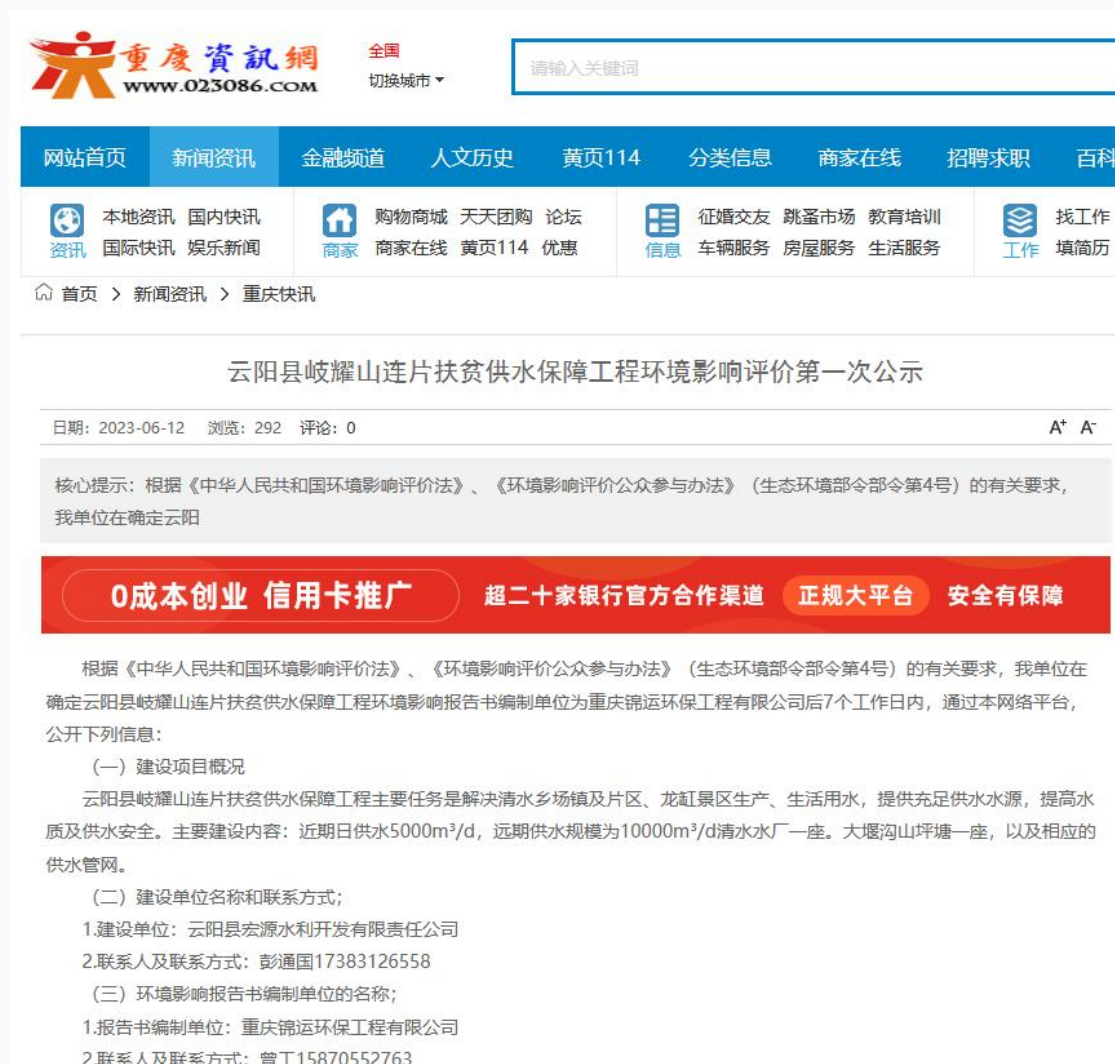 重庆資訊網
www.023086.com
全国
切换城市
请输入关键词
网站首页 新闻资讯 金融频道 人文历史 黄页114 分类信息 商家在线 招聘求职 百科
资讯 本地资讯 国内快讯 国际快讯 娱乐新闻
商家 购物商城 天天团购 论坛 商家在线 黄页114 优惠
信息 征婚交友 跳蚤市场 教育培训 车辆服务 房屋服务 生活服务
工作 找工作 填简历
首页 > 新闻资讯 > 重庆快讯
云阳县岐耀山连片扶贫供水保障工程环境影响评价第一次公示
日期：2023-06-12 浏览：292 评论：0 A⁺ A⁻
核心提示：根据《中华人民共和国环境影响评价法》、《环境影响评价公众参与办法》（生态环境部令部令第4号）的有关要求，
我单位在确定云阳
0成本创业 信用卡推广 超二十家银行官方合作渠道 正规大平台 安全有保障
根据《中华人民共和国环境影响评价法》、《环境影响评价公众参与办法》（生态环境部令部令第4号）的有关要求，我单位在
确定云阳县岐耀山连片扶贫供水保障工程环境影响报告书编制单位为重庆锦运环保工程有限公司后7个工作日内，通过本网络平台，
公开下列信息：
（一）建设项目概况
云阳县岐耀山连片扶贫供水保障工程主要任务是解决清水乡场镇及片区、龙缸景区生产、生活用水，提供充足供水水源，提高水
质及供水安全。主要建设内容：近期日供水5000m³/d，远期供水规模为10000m³/d清水水厂一座。大堰沟山坪塘一座，以及相应的
供水管网。
（二）建设单位名称和联系方式；
1.建设单位：云阳县宏源水利开发有限责任公司
2.联系人及联系方式：彭通国17383126558
（三）环境影响报告书编制单位的名称；
1.报告书编制单位：重庆锦运环保工程有限公司
2.联系人及联系方式：曾工15870552763